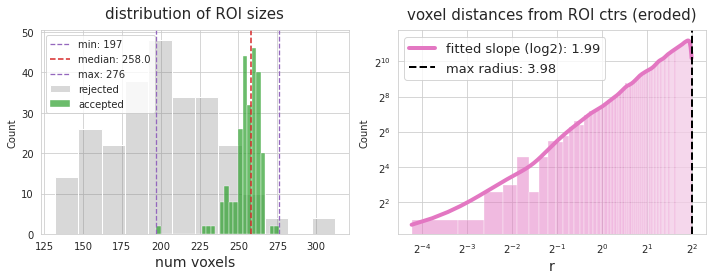 distribution of ROI sizes
50
40
30
20
10
0
Count
min: 197
median: 258.0
max: 276
rejected
accepted
125 150 175 200 225 250 275 300
num voxels
voxel distances from ROI ctrs (eroded)
2^10
2^8
2^6
2^4
2^2
Count
fitted slope (log2): 1.99
max radius: 3.98
2^-4 2^-3 2^-2 2^-1 2^0 2^1 2^2
r